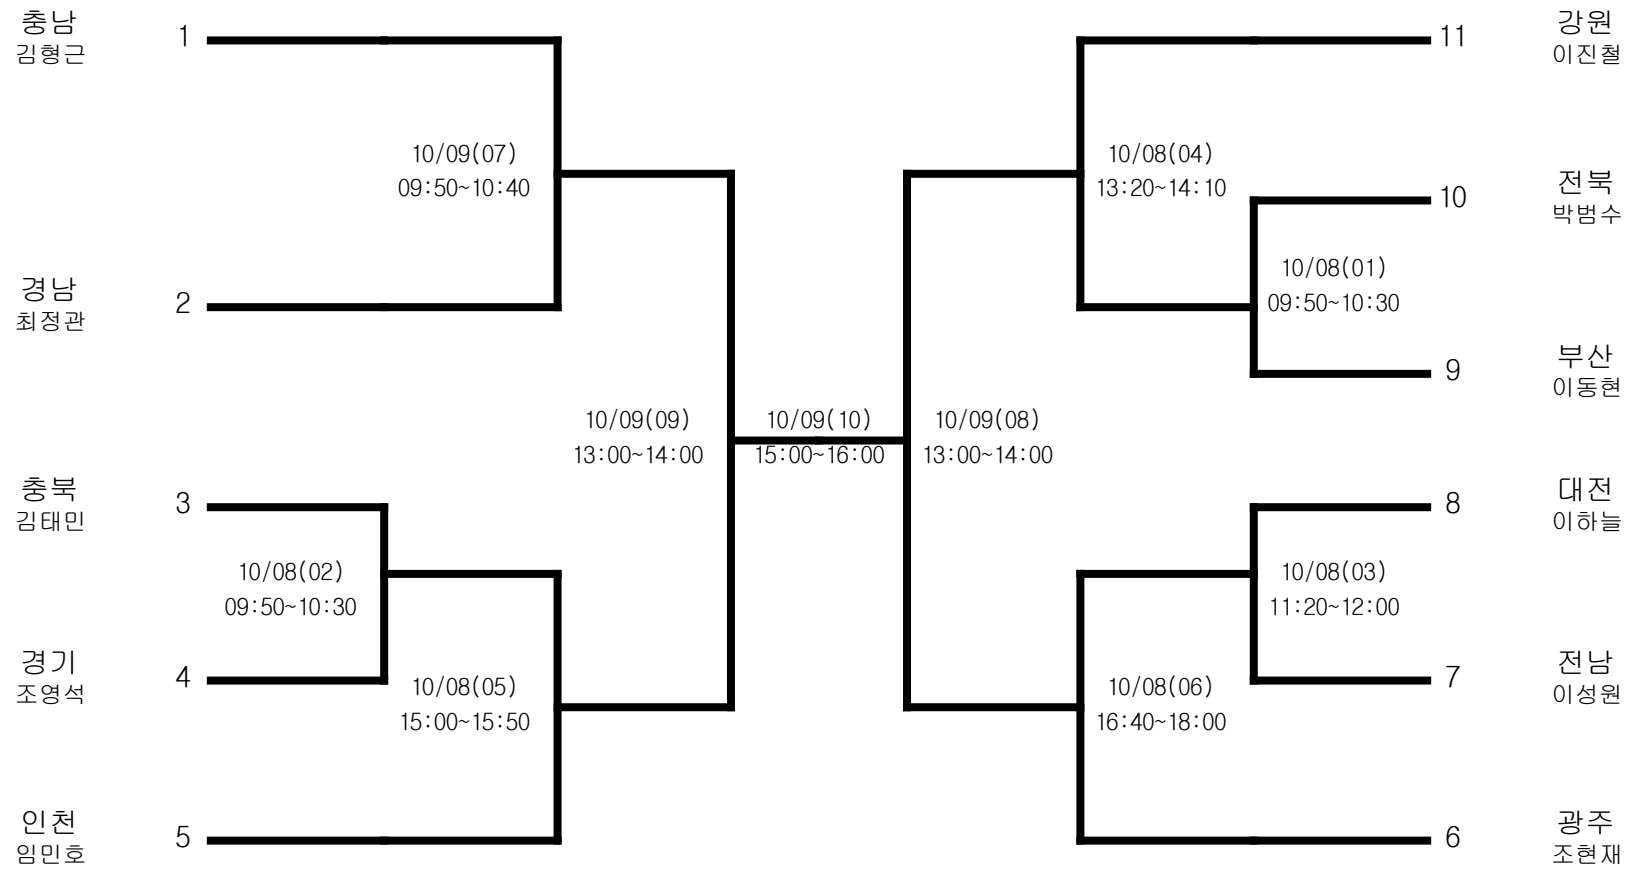 충남
김형근
1
경남
최정관
2
10/09(07)
09:50~10:40
충북
김태민
3
경기
조영석
4
10/08(02)
09:50~10:30
인천
임민호
5
10/08(05)
15:00~15:50
10/09(09)
13:00~14:00
10/09(10)
15:00~16:00
10/09(08)
13:00~14:00
11
강원
이진철
10/08(04)
13:20~14:10
10
전북
박범수
10/08(01)
09:50~10:30
9
부산
이동현
8
대전
이하늘
10/08(03)
11:20~12:00
7
전남
이성원
10/08(06)
16:40~18:00
6
광주
조현재